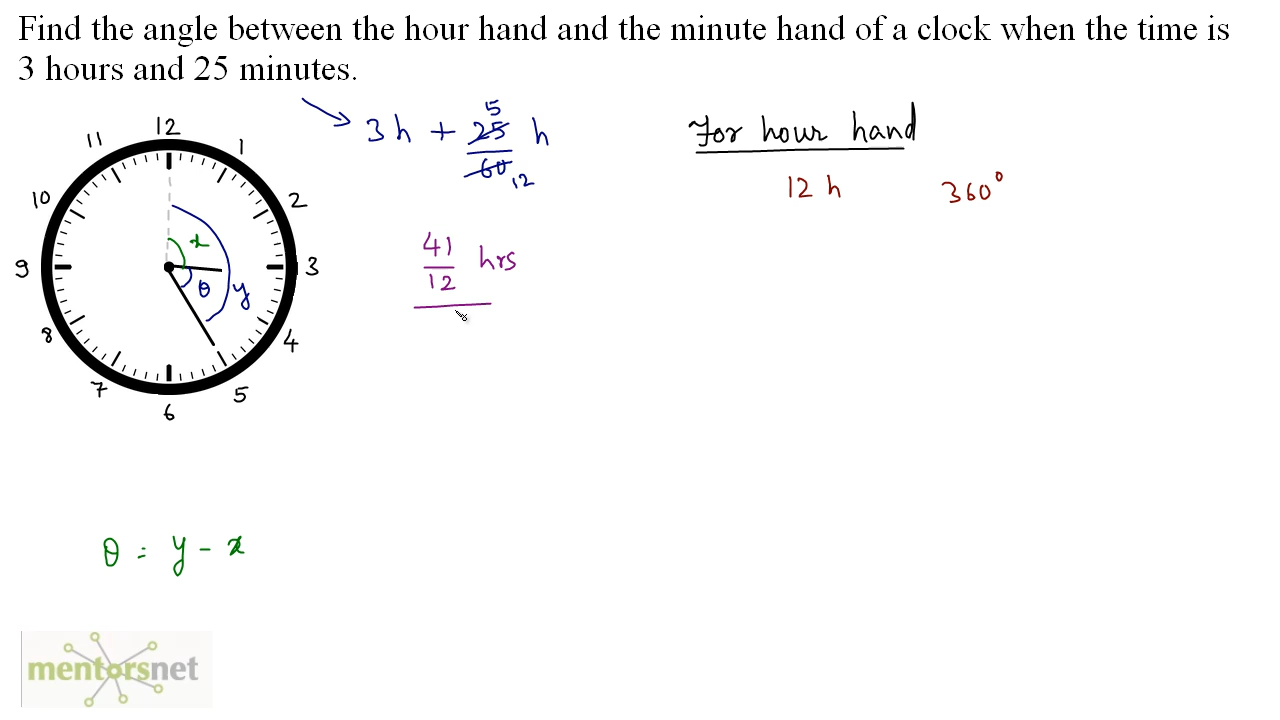 Find the angle between the hour hand and the minute hand of a clock when the time is
3 hours and 25 minutes.
3 h + 25/60 h
5
12
For hour hand
12 h 360°
41/12 hrs
12
11
1
10
2
9
3
8
4
7
5
6
x
θ
y
θ = y - x
mentorsnet